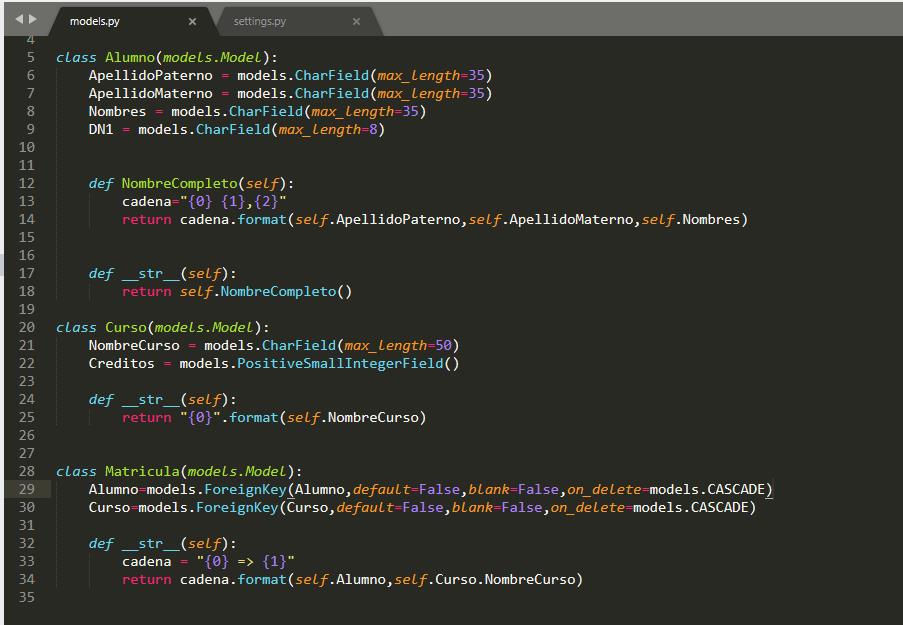 models.py × settings.py ×
4
5 class Alumno(models.Model):
6     ApellidoPaterno = models.CharField(max_length=35)
7     ApellidoMaterno = models.CharField(max_length=35)
8     Nombres = models.CharField(max_length=35)
9     DN1 = models.CharField(max_length=8)
10
11
12     def NombreCompleto(self):
13         cadena="{0} {1},{2}"
14         return cadena.format(self.ApellidoPaterno,self.ApellidoMaterno,self.Nombres)
15
16
17     def __str__(self):
18         return self.NombreCompleto()
19
20 class Curso(models.Model):
21     NombreCurso = models.CharField(max_length=50)
22     Creditos = models.PositiveSmallIntegerField()
23
24     def __str__(self):
25         return "{0}".format(self.NombreCurso)
26
27
28 class Matricula(models.Model):
29     Alumno=models.ForeignKey(Alumno,default=False,blank=False,on_delete=models.CASCADE)
30     Curso=models.ForeignKey(Curso,default=False,blank=False,on_delete=models.CASCADE)
31
32     def __str__(self):
33         cadena = "{0} => {1}"
34         return cadena.format(self.Alumno,self.Curso.NombreCurso)
35